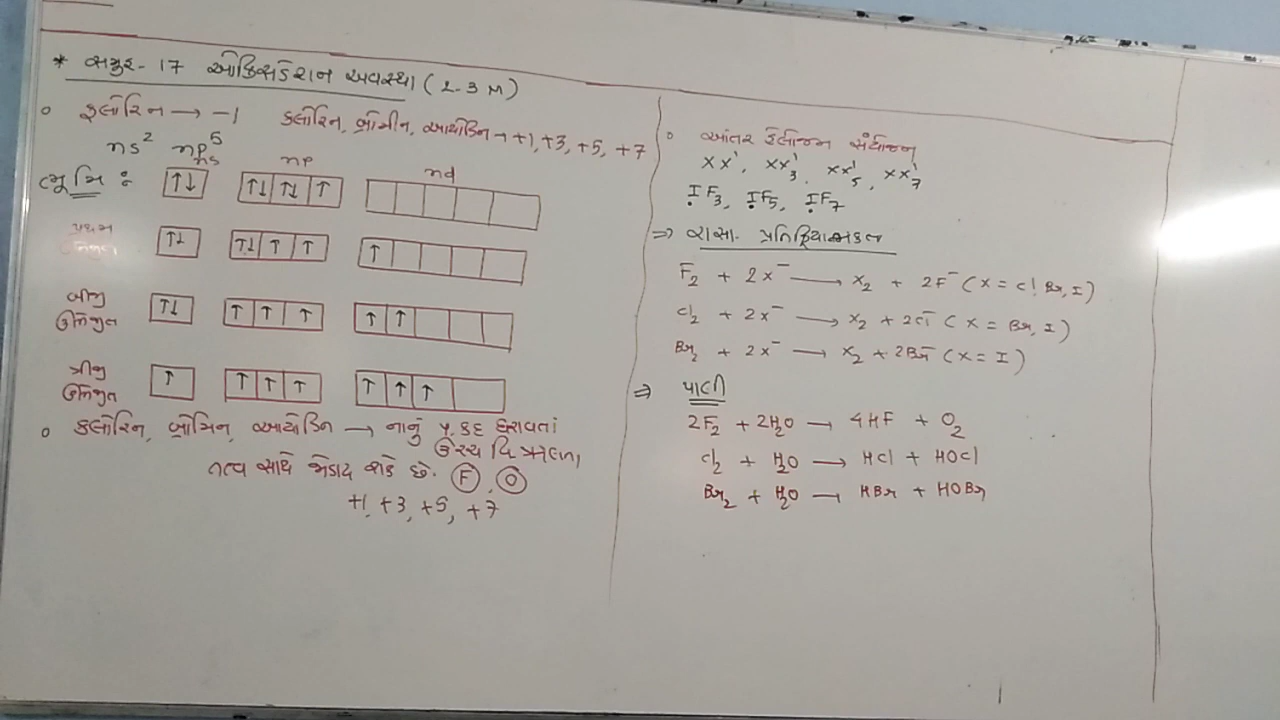 * સમુહ- 17 ઓક્સિડેશન અવસ્થા ( 2-3 M )
ફ્લોરિન → -1 ક્લોરિન, બ્રોમીન, આયોડિન → +1, +3, +5, +7
ns² np⁵
ભૂમિ : ns np nd
પ્રથમ
બીજી
ઉત્તેજીત
ત્રીજી
ઉત્તેજીત
ક્લોરિન, બ્રોમિન, આયોડિન → નાનું પ. કદ ધરાવતાં
ઉચ્ચ વિ.ઋણતા
તત્વ સાથે જોડાય શકે છે. F, O
+1, +3, +5, +7
આંતર હેલોજન સંયોજન
XX', XX'₃, XX'₅, XX'₇
IF₃, IF₅, IF₇
⇒ રાસા. પ્રતિક્રિયાત્મકતા
F₂ + 2X⁻ → X₂ + 2F⁻ ( X = Cl, Br, I )
Cl₂ + 2X⁻ → X₂ + 2Cl⁻ ( X = Br, I )
Br₂ + 2X⁻ → X₂ + 2Br⁻ ( X = I )
⇒ પાણી
2F₂ + 2H₂O → 4HF + O₂
Cl₂ + H₂O → HCl + HOCl
Br₂ + H₂O → HBr + HOBr